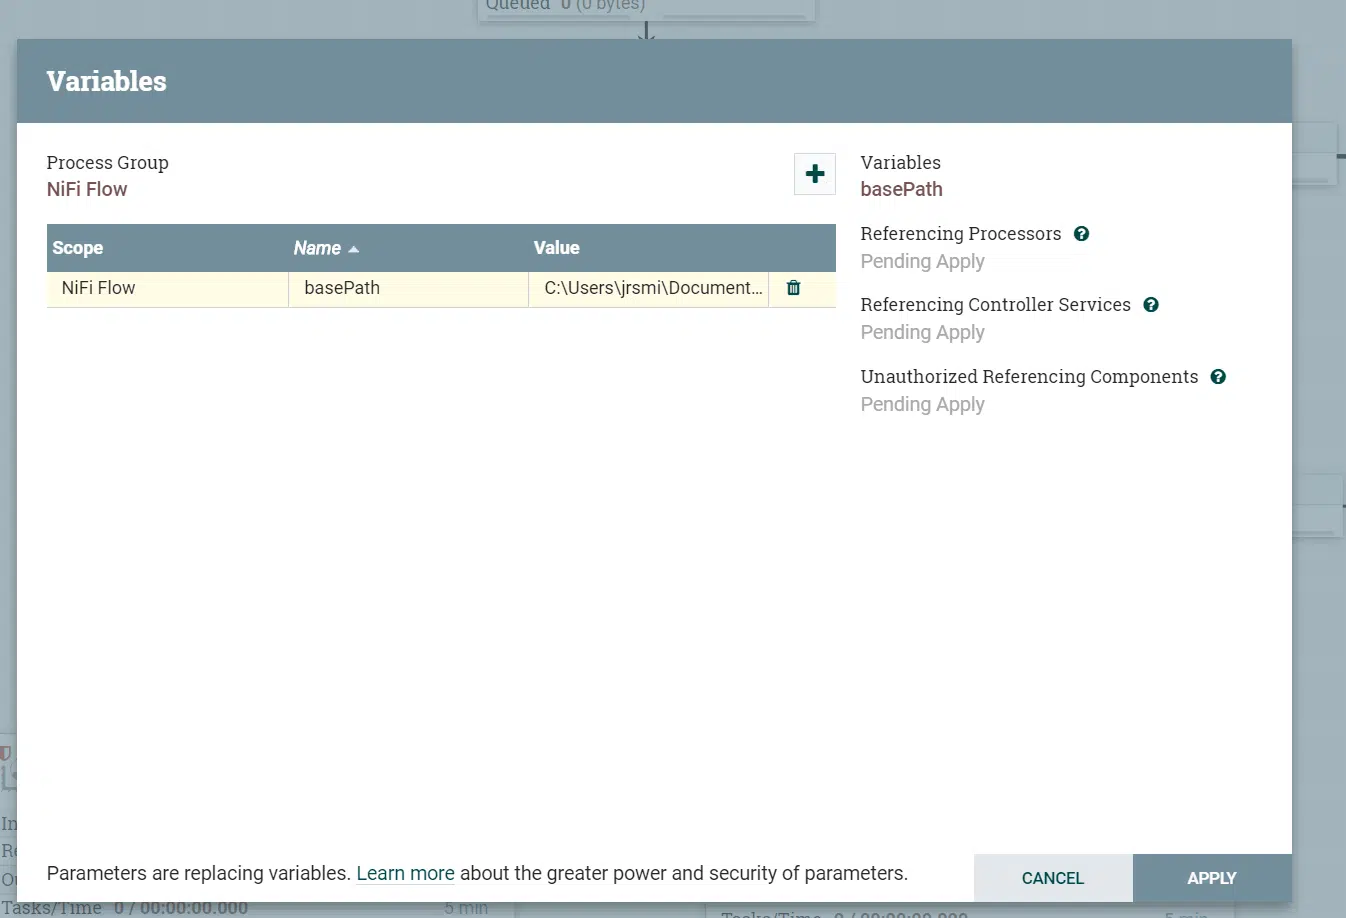 Queued 0 (0 bytes)
Variables
Process Group
NiFi Flow
Scope Name Value
NiFi Flow basePath C:\Users\jrsmi\Document...
Variables
basePath
Referencing Processors
Pending Apply
Referencing Controller Services
Pending Apply
Unauthorized Referencing Components
Pending Apply
In
Re
Ou
Tasks/Time 0 / 00:00:00.000 5 min
Tasks/Time 0 / 00:00:00.000 5 min
Parameters are replacing variables. Learn more about the greater power and security of parameters.
CANCEL
APPLY